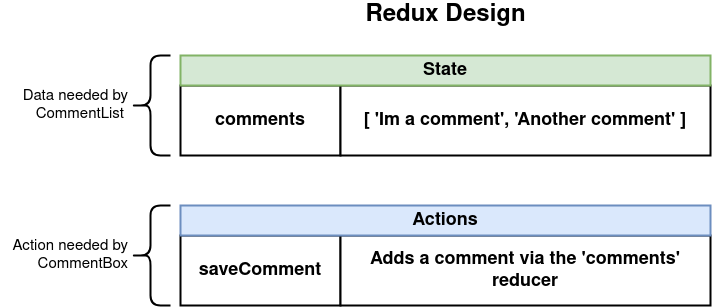 Redux Design
State
Data needed by
CommentList
comments
[ 'Im a comment', 'Another comment' ]
Actions
Action needed by
CommentBox
saveComment
Adds a comment via the 'comments'
reducer